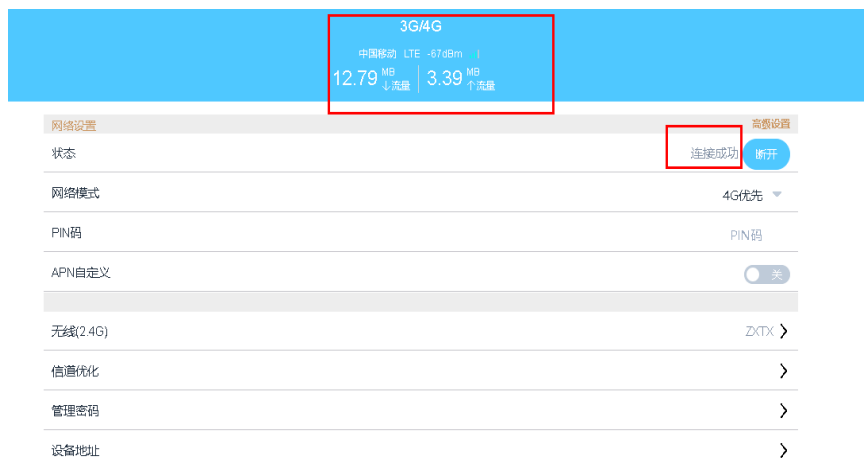 3G/4G
中国移动 LTE -67dBm
12.79 MB ↓流量 3.39 MB ↑流量
网络设置 高级设置
状态 连接成功 断开
网络模式 4G优先
PIN码 PIN码
APN自定义 关
无线(2.4G) ZXTX
信道优化
管理密码
设备地址